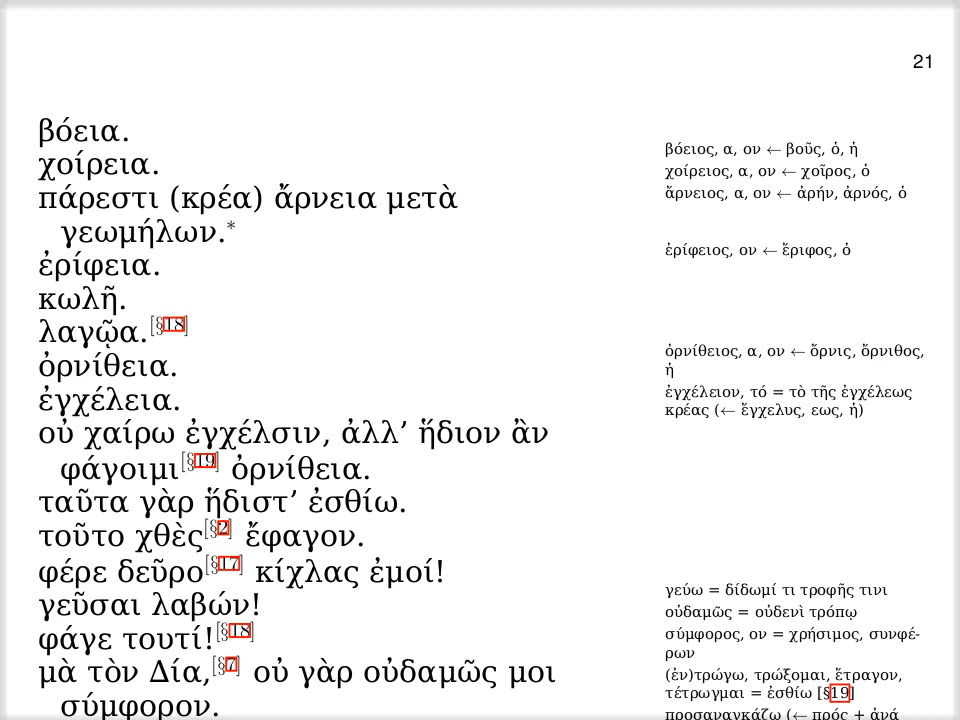 21
βόεια.
χοίρεια.
πάρεστι (κρέα) ἄρνεια μετὰ
γεωμήλων.*
ἐρίφεια.
κωλῆ.
λαγῷα.[§18]
ὀρνίθεια.
ἐγχέλεια.
οὐ χαίρω ἐγχέλσιν, ἀλλ’ ἥδιον ἂν
φάγοιμι[§19] ὀρνίθεια.
ταῦτα γὰρ ἥδιστ’ ἐσθίω.
τοῦτο χθὲς[§2] ἔφαγον.
φέρε δεῦρο[§17] κίχλας ἐμοί!
γεῦσαι λαβών!
φάγε τουτί![§18]
μὰ τὸν Δία,[§7] οὐ γὰρ οὐδαμῶς μοι
σύμφορον.
βόειος, α, ον ← βοῦς, ὁ, ἡ
χοίρειος, α, ον ← χοῖρος, ὁ
ἄρνειος, α, ον ← ἀρήν, ἀρνός, ὁ
ἐρίφειος, ον ← ἔριφος, ὁ
ὀρνίθειος, α, ον ← ὄρνις, ὄρνιθος,
ἡ
ἐγχέλειον, τό = τὸ τῆς ἐγχέλεως
κρέας (← ἔγχελυς, εως, ἡ)
γεύω = δίδωμί τι τροφῆς τινι
οὐδαμῶς = οὐδενὶ τρόπῳ
σύμφορος, ον = χρήσιμος, συνφέ-
ρων
(ἐν)τρώγω, τρώξομαι, ἔτραγον,
τέτρωγμαι = ἐσθίω [§19]
προσαναγκάζω (← πρός + ἀνά